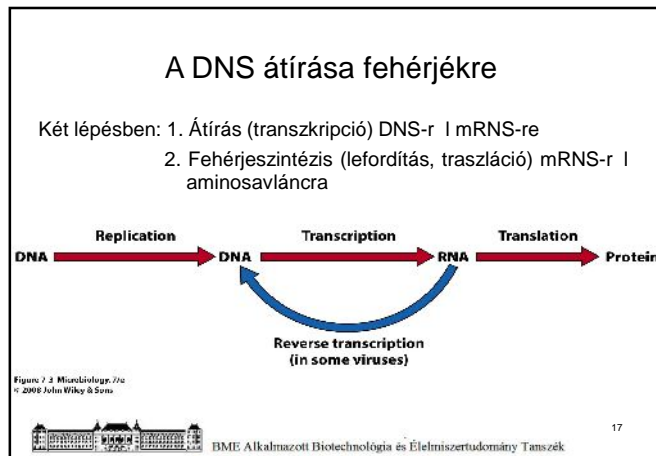 A DNS átírása fehérjékre
Két lépésben: 1. Átírás (transzkripció) DNS-r l mRNS-re
2. Fehérjeszintézis (lefordítás, traszláció) mRNS-r l
aminosavláncra
Replication Transcription Translation
DNA DNA RNA Protein
Reverse transcription
(in some viruses)
Figure 7-3 Microbiology, 7/e
© 2008 John Wiley & Sons
17
BME Alkalmazott Biotechnológia és Élelmiszertudomány Tanszék